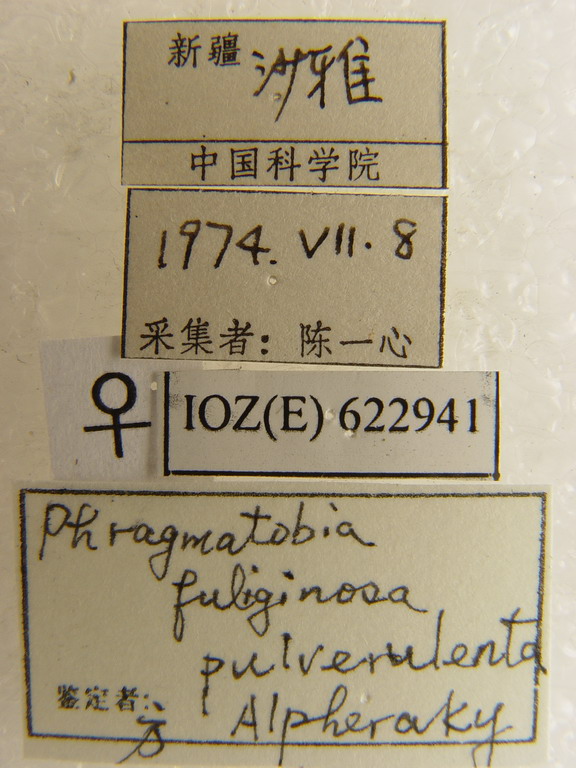 新疆 沙雅
中国科学院
1974. VII. 8
采集者: 陈一心
♀ IOZ(E) 622941
Phragmatobia
fuliginosa
pulverulenta
Alpheraky
鉴定者: